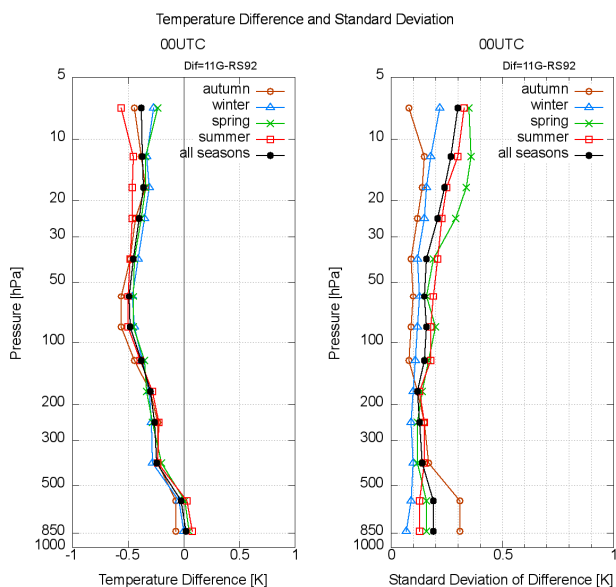 Temperature Difference and Standard Deviation
00UTC
Dif=11G-RS92
autumn
winter
spring
summer
all seasons
5
10
20
30
50
100
200
300
500
850
1000
-1
-0.5
0
0.5
1
Pressure [hPa]
Temperature Difference [K]
00UTC
Dif=11G-RS92
autumn
winter
spring
summer
all seasons
5
10
20
30
50
100
200
300
500
850
1000
0
0.5
1
Pressure [hPa]
Standard Deviation of Difference [K]